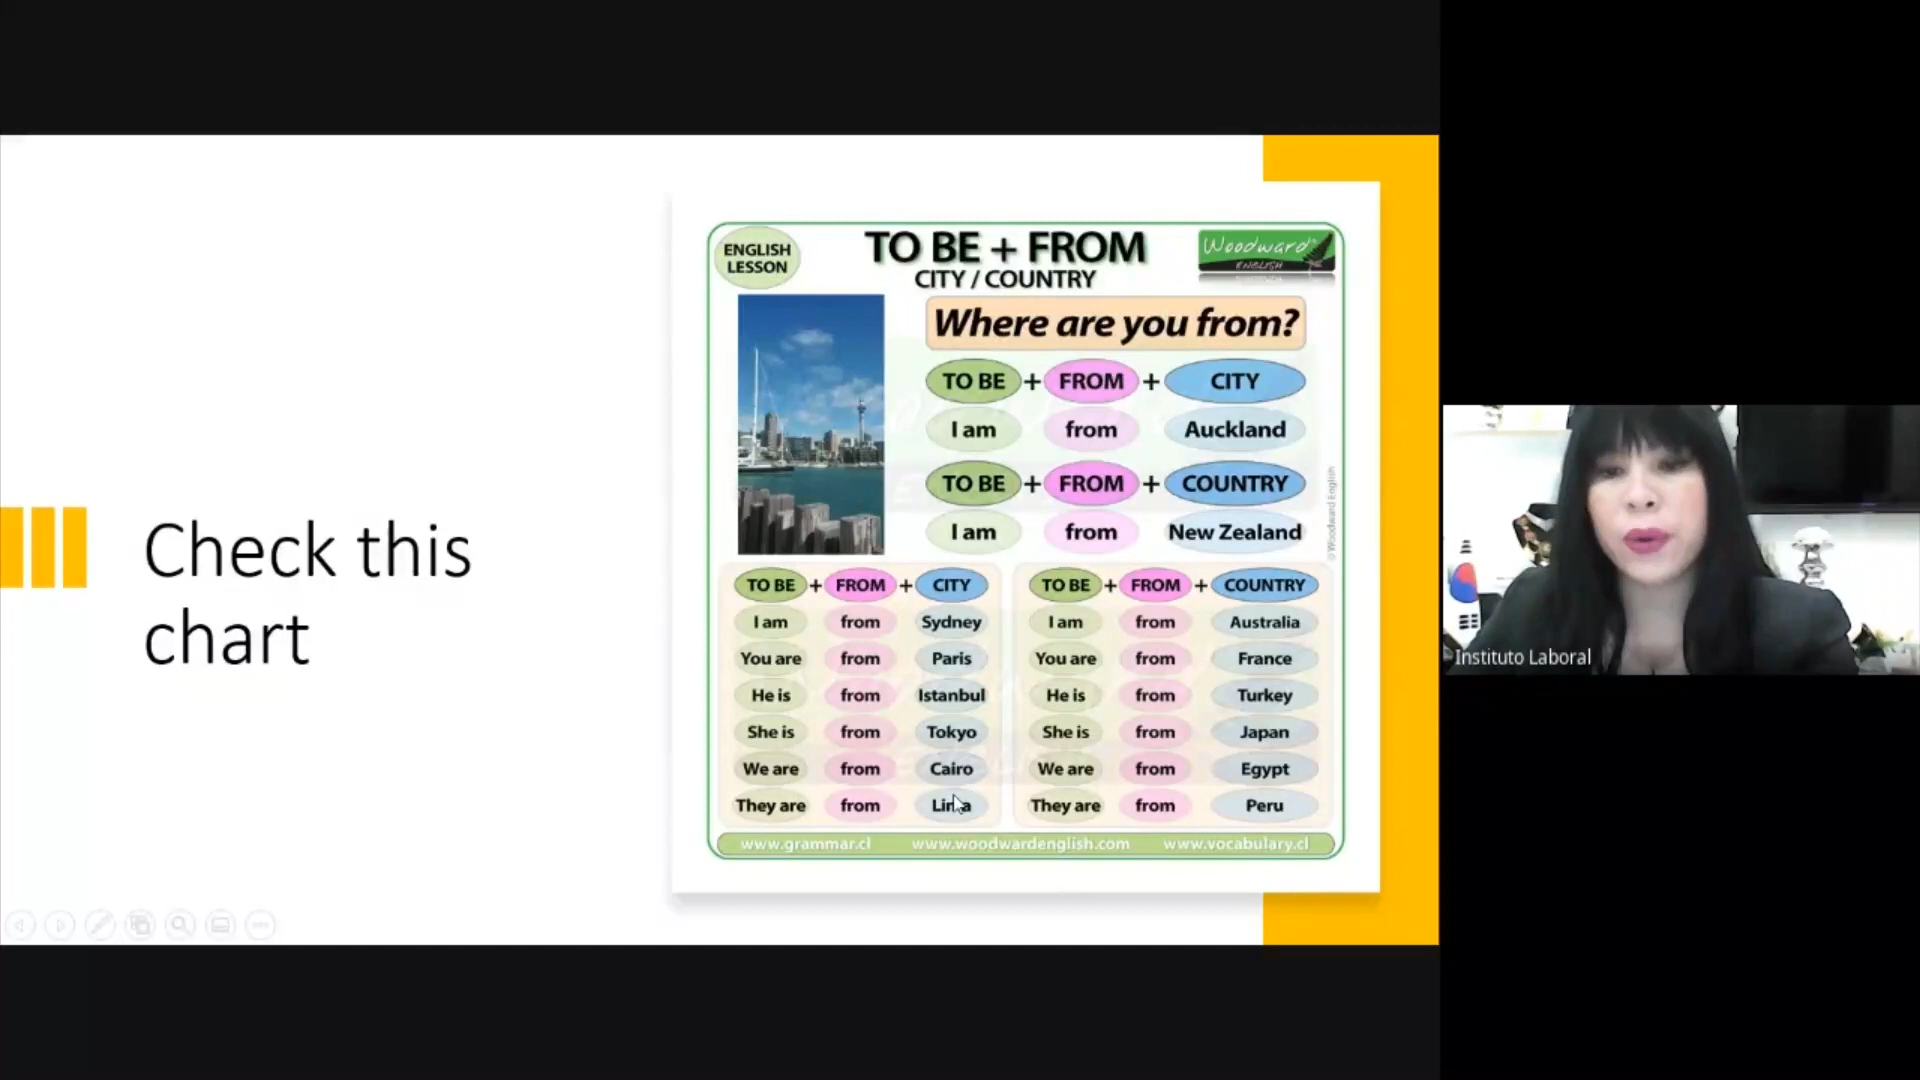 Check this
chart
ENGLISH
LESSON
TO BE + FROM
CITY / COUNTRY
Woodward
ENGLISH
Where are you from?
TO BE + FROM + CITY
I am from Auckland
TO BE + FROM + COUNTRY
I am from New Zealand
© Woodward English
TO BE + FROM + CITY
I am from Sydney
You are from Paris
He is from Istanbul
She is from Tokyo
We are from Cairo
They are from Lima
TO BE + FROM + COUNTRY
I am from Australia
You are from France
He is from Turkey
She is from Japan
We are from Egypt
They are from Peru
www.grammar.cl www.woodwardenglish.com www.vocabulary.cl
Instituto Laboral